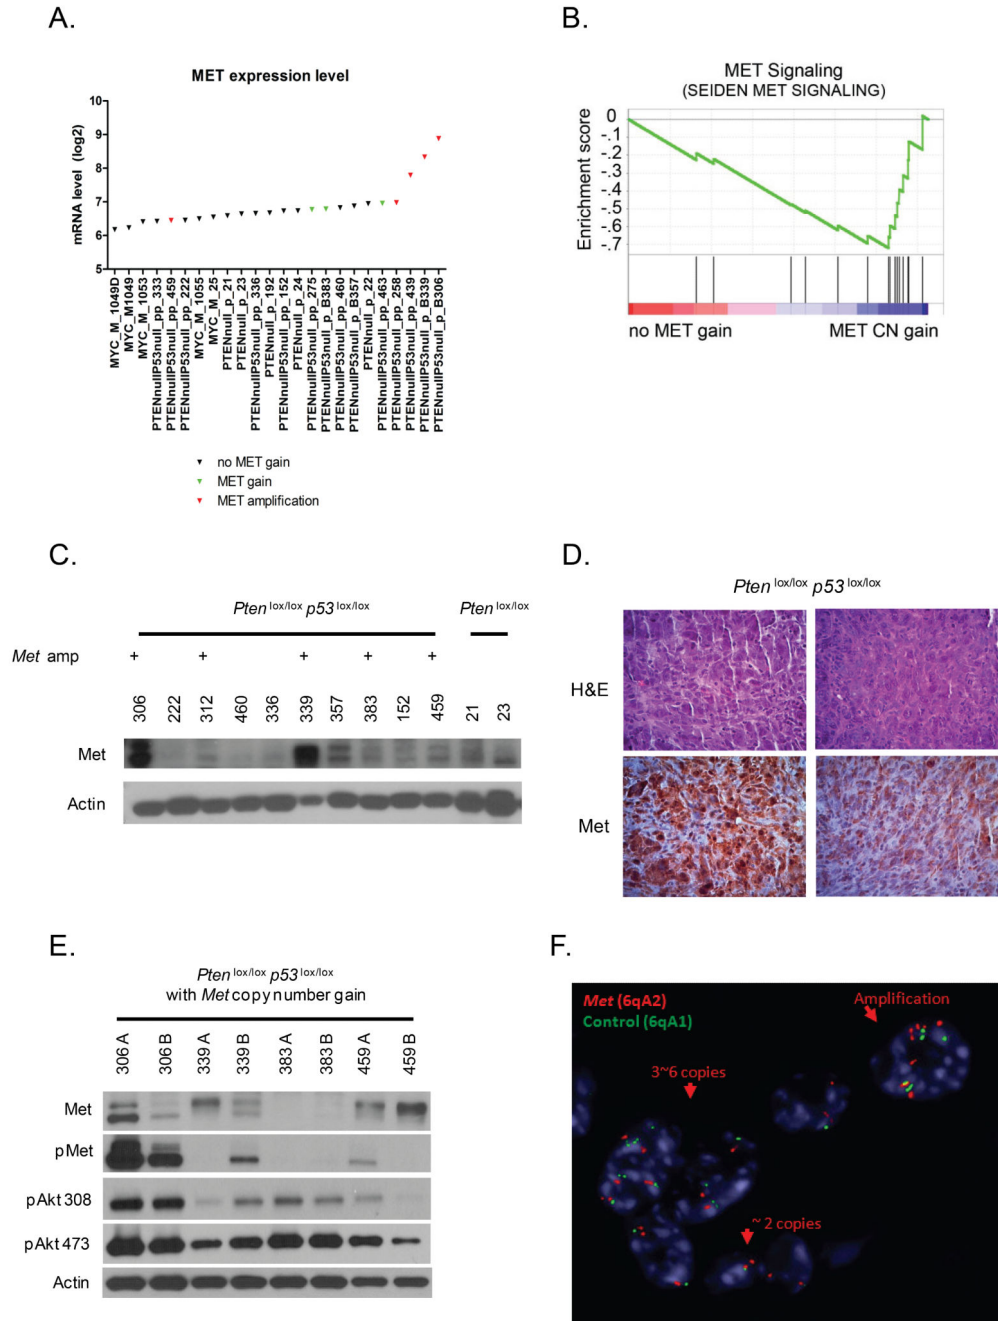 A.
MET expression level
mRNA level (log2)
10
9
8
7
6
5
MYC_M_1049D
MYC_M1049
MYC_M_1053
PTENnullP53null_pp_333
PTENnullP53null_pp_459
PTENnullP53null_pp_222
MYC_M_1055
MYC_M_25
PTENnull_p_21
PTENnull_p_23
PTENnullP53null_pp_336
PTENnull_p_192
PTENnullP53null_pp_152
PTENnull_p_24
PTENnullP53null_pp_275
PTENnullP53null_p_B383
PTENnullP53null_pp_460
PTENnullP53null_p_B357
PTENnull_p_22
PTENnullP53null_pp_463
PTENnullP53null_pp_258
PTENnullP53null_pp_439
PTENnullP53null_p_B339
PTENnullP53null_p_B306
no MET gain
MET gain
MET amplification
B.
MET Signaling
(SEIDEN MET SIGNALING)
Enrichment score
0
-.1
-.2
-.3
-.4
-.5
-.6
-.7
no MET gain MET CN gain
C.
Pten lox/lox p53 lox/lox Pten lox/lox
Met amp + + + + +
306 222 312 460 336 339 357 383 152 459 21 23
Met
Actin
D.
Pten lox/lox p53 lox/lox
H&E
Met
E.
Pten lox/lox p53 lox/lox
with Met copy number gain
306 A 306 B 339 A 339 B 383 A 383 B 459 A 459 B
Met
pMet
pAkt 308
pAkt 473
Actin
F.
Met (6qA2)
Control (6qA1)
Amplification
3~6 copies
~ 2 copies